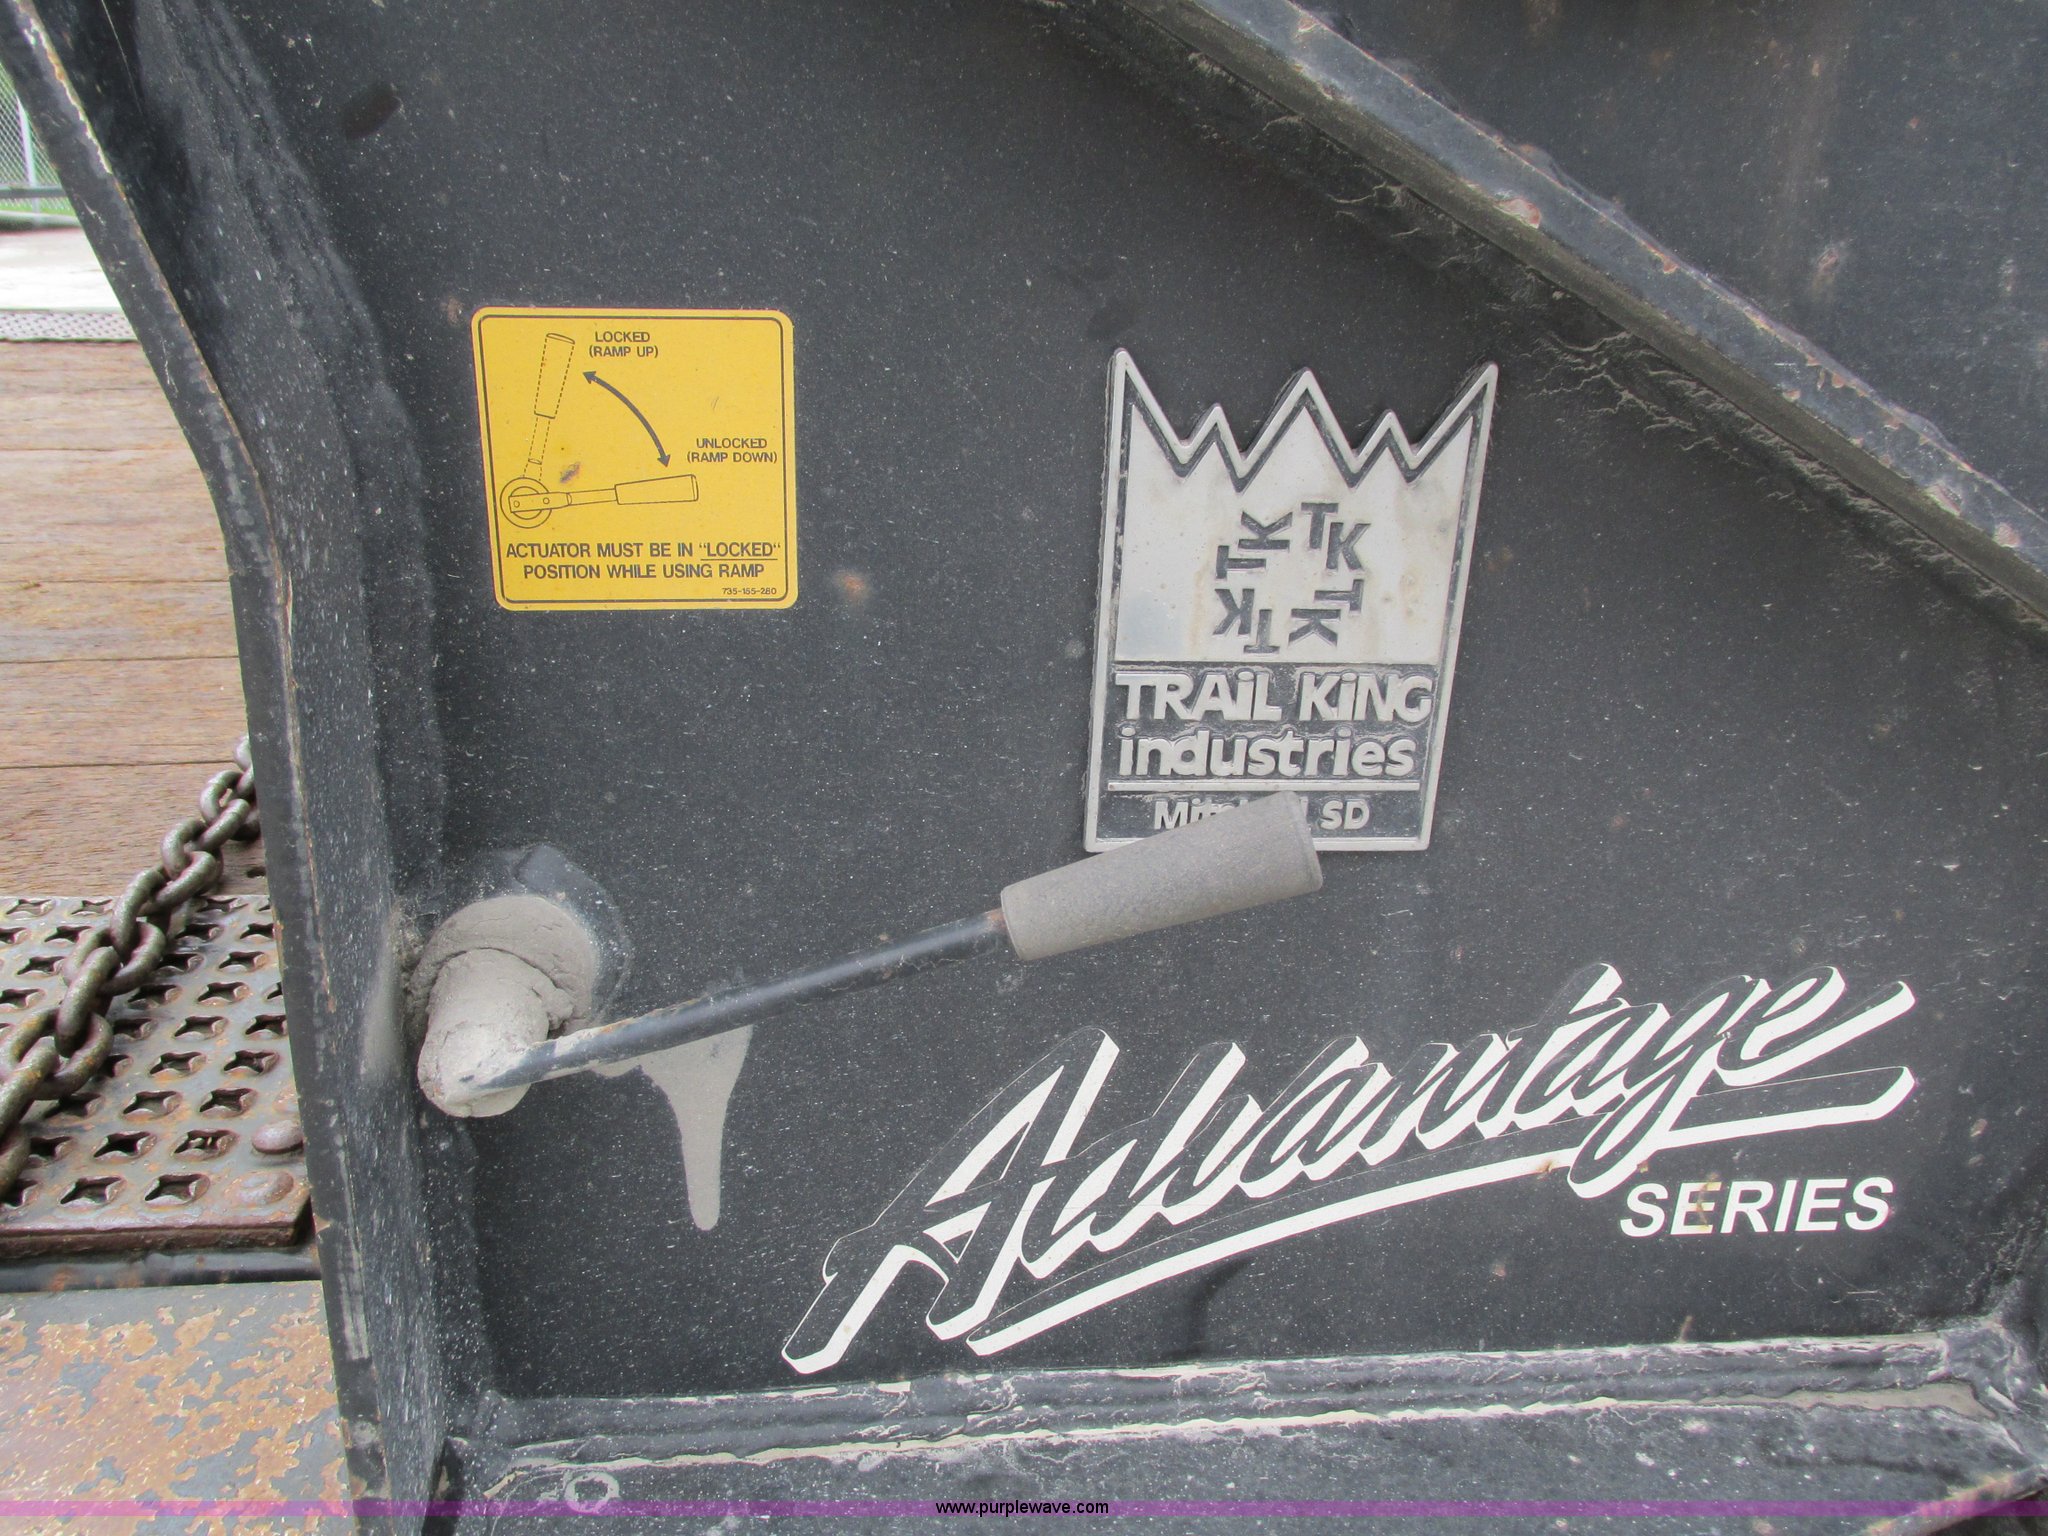 LOCKED
(RAMP UP)
UNLOCKED
(RAMP DOWN)
ACTUATOR MUST BE IN "LOCKED"
POSITION WHILE USING RAMP
735-155-280
TK
TK
TK
TK
TRAiL KiNG
industries
SD
Advantage
SERIES
www.purplewave.com